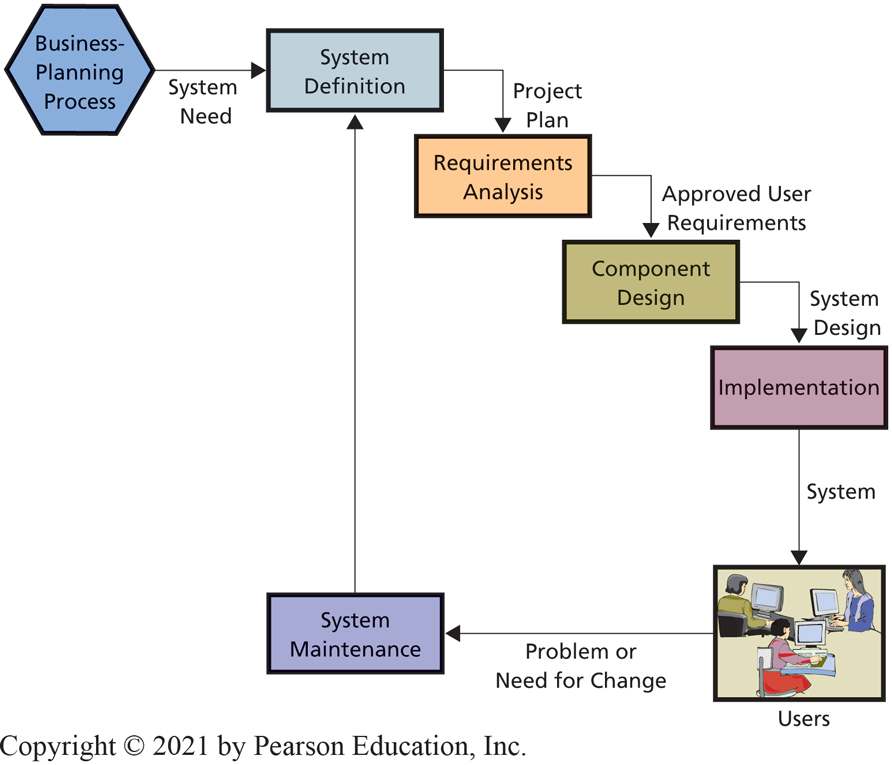 Business-
Planning
Process
System
Need
System
Definition
Project
Plan
Requirements
Analysis
Approved User
Requirements
Component
Design
System
Design
Implementation
System
Users
Problem or
Need for Change
System
Maintenance
Copyright © 2021 by Pearson Education, Inc.